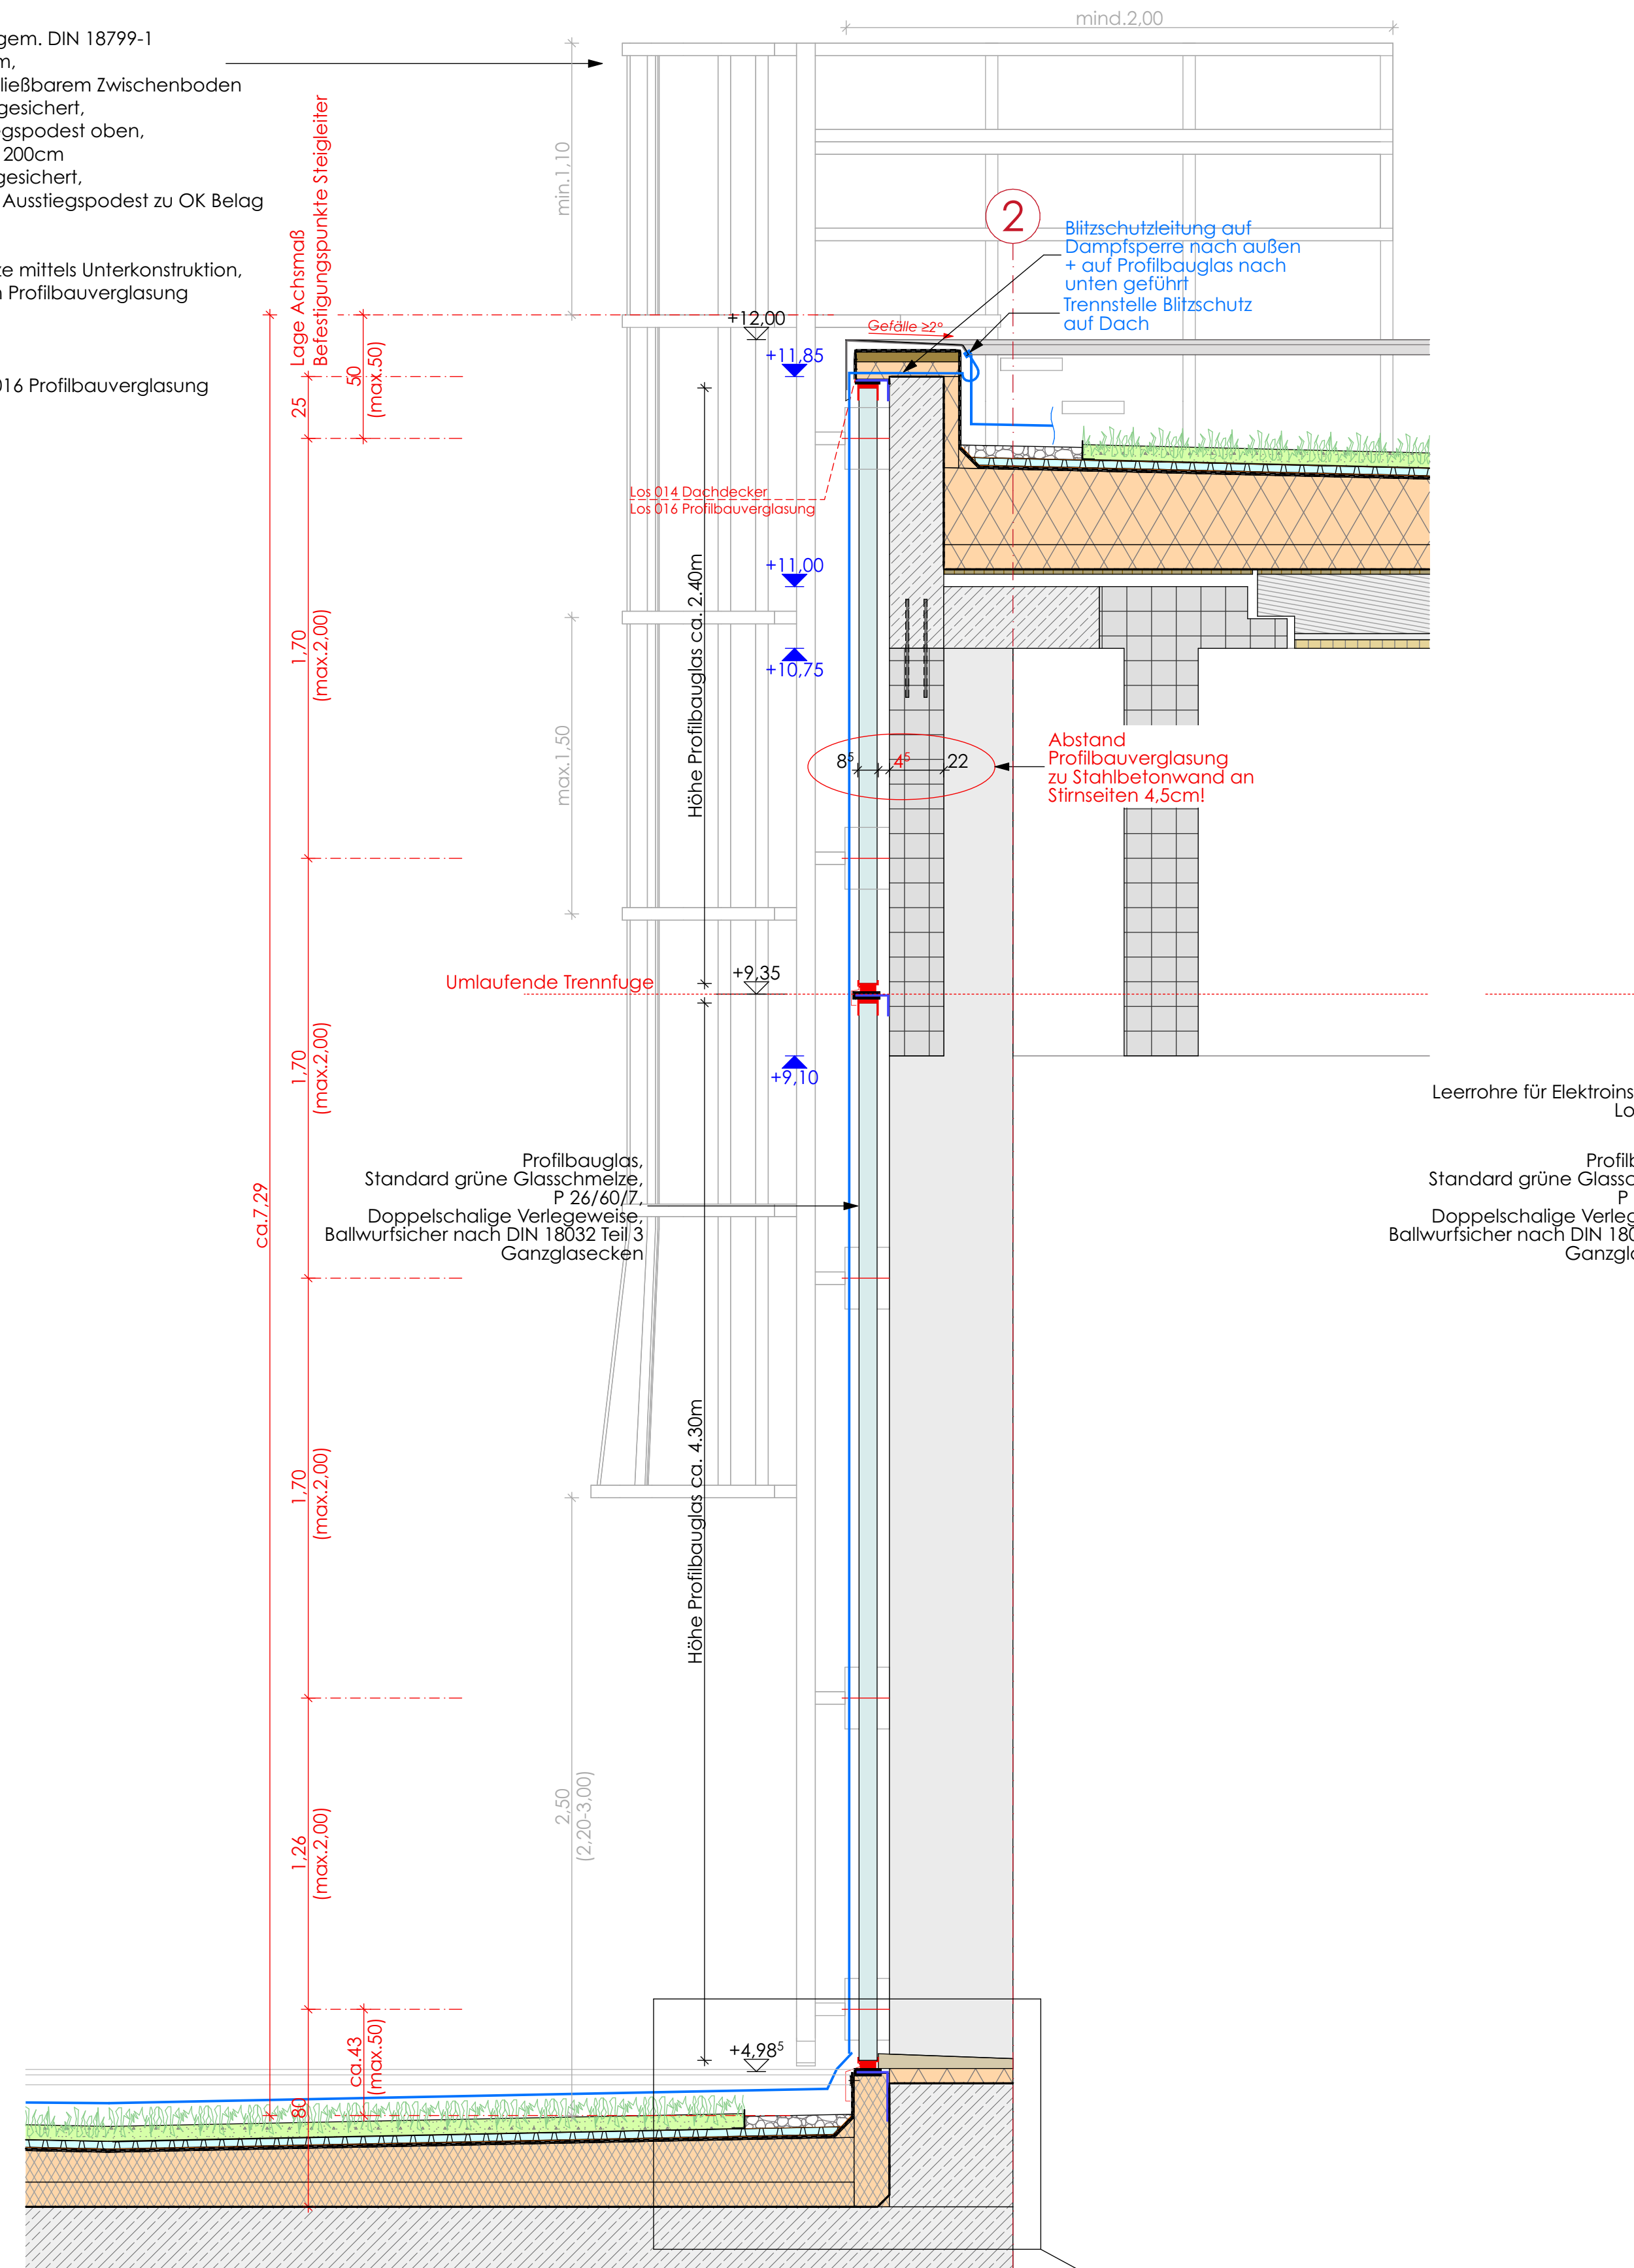 gem. DIN 18799-1
m,
ließbarem Zwischenboden
gesichert,
gspodest oben,
200cm
gesichert,
Ausstiegspodest zu OK Belag
ze mittels Unterkonstruktion,
n Profilbauverglasung
016 Profilbauverglasung
mind.2,00
min.1,10
Lage Achsmaß
Befestigungspunkte Steigleiter
2
Blitzschutzleitung auf
Dampfsperre nach außen
+ auf Profilbauglas nach
unten geführt
Trennstelle Blitzschutz
auf Dach
+12,00
Gefälle ≥2°
+11,85
50
(max.50)
25
Los 014 Dachdecker
Los 016 Profilbauverglasung
+11,00
+10,75
1,70
(max.2,00)
Höhe Profilbauglas ca. 2.40m
max.1,50
8⁵
4⁵
22
Abstand
Profilbauverglasung
zu Stahlbetonwand an
Stirnseiten 4,5cm!
Umlaufende Trennfuge
+9,35
+9,10
1,70
(max.2,00)
ca.7,29
Leerrohre für Elektroins
Lo
Profilbauglas,
Standard grüne Glasschmelze,
P 26/60/7,
Doppelschalige Verlegeweise,
Ballwurfsicher nach DIN 18032 Teil 3
Ganzglasecken
Profilb
Standard grüne Glassc
P
Doppelschalige Verleg
Ballwurfsicher nach DIN 180
Ganzgla
1,70
(max.2,00)
Höhe Profilbauglas ca. 4.30m
2,50
(2,20-3,00)
1,26
(max.2,00)
ca.43
(max.50)
+4,98⁵
80